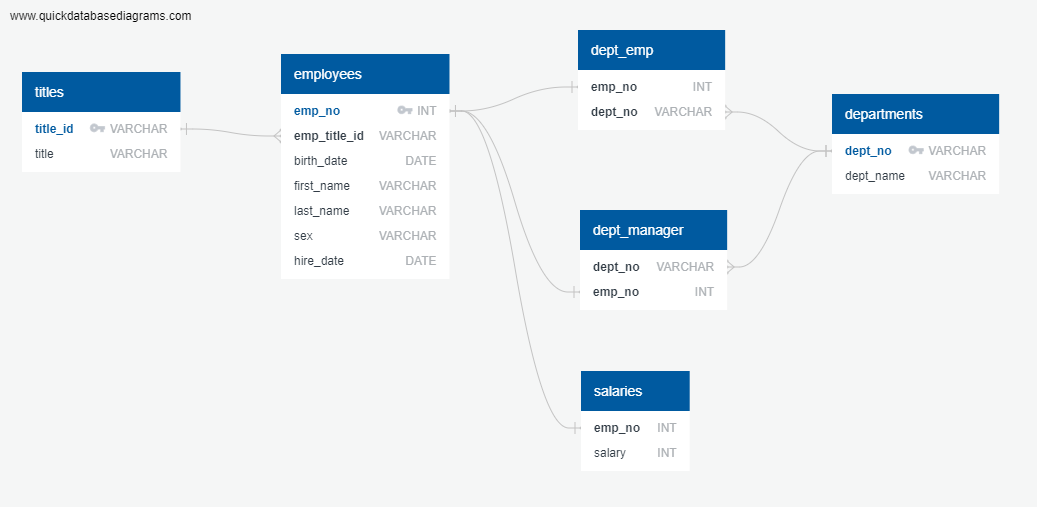 www.quickdatabasediagrams.com
titles
title_id VARCHAR
title VARCHAR
employees
emp_no INT
emp_title_id VARCHAR
birth_date DATE
first_name VARCHAR
last_name VARCHAR
sex VARCHAR
hire_date DATE
dept_emp
emp_no INT
dept_no VARCHAR
dept_manager
dept_no VARCHAR
emp_no INT
salaries
emp_no INT
salary INT
departments
dept_no VARCHAR
dept_name VARCHAR